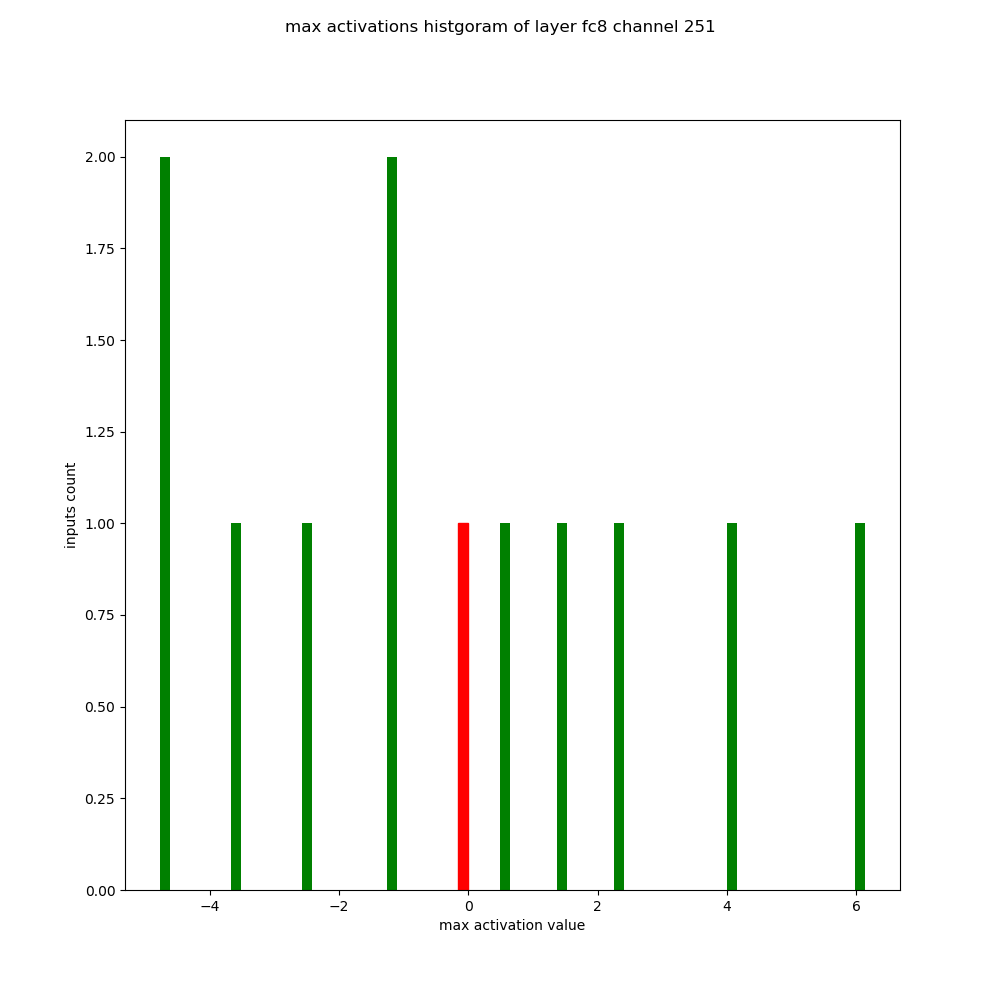 max activations histgoram of layer fc8 channel 251
2.00
1.75
1.50
1.25
1.00
0.75
0.50
0.25
0.00
inputs count
−4 −2 0 2 4 6
max activation value